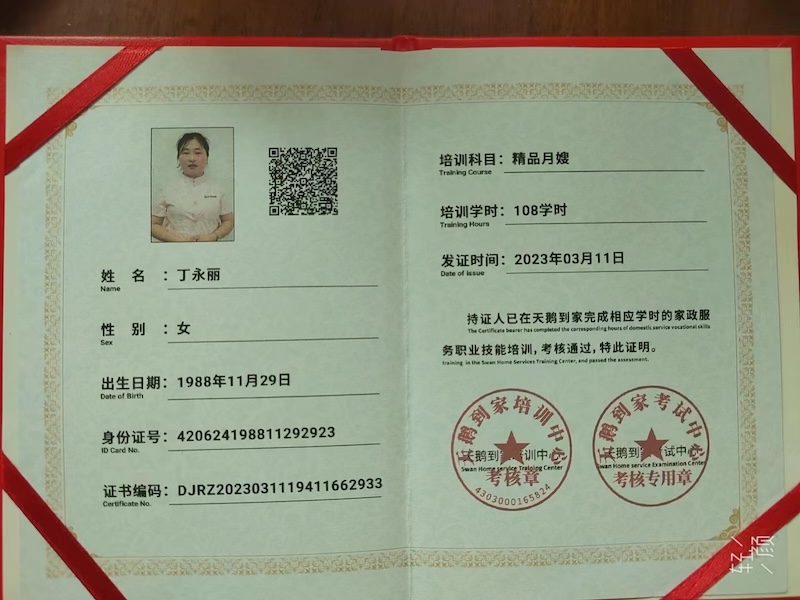 姓 名：丁永丽
Name
性 别：女
Sex
出生日期：1988年11月29日
Date of Birth
身份证号：420624198811292923
ID Card No.
证书编码：DJRZ2023031119411662933
Certificate No.
培训科目：精品月嫂
Training Course
培训学时：108学时
Training Hours
发证时间：2023年03月11日
Date of issue
持证人已在天鹅到家完成相应学时的家政服
The Certificate bearer has completed the corresponding hours of domestic service vocational skills
务职业技能培训，考核通过，特此证明。
training in the Swan Home Services Training Center, and passed the assessment.
天鹅到家培训中心
天鹅到家培训中心
Swan Home service Training Center
考核章
4303000165824
天鹅到家考试中心
天鹅到家考试中心
Swan Home service Examination Center
考核专用章